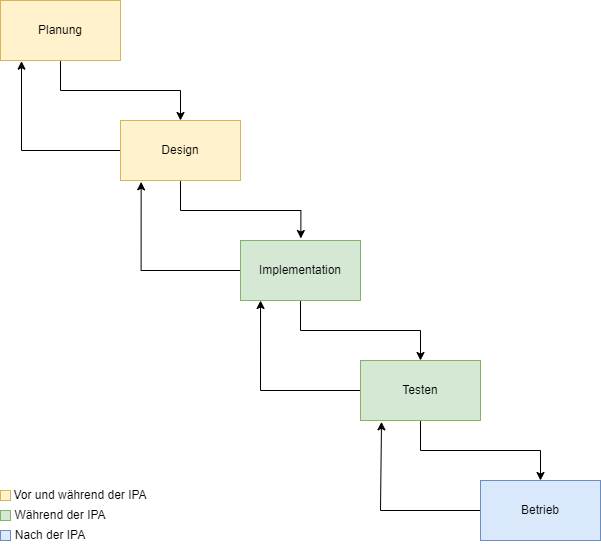 Planung
Design
Implementation
Testen
Betrieb
Vor und während der IPA
Während der IPA
Nach der IPA